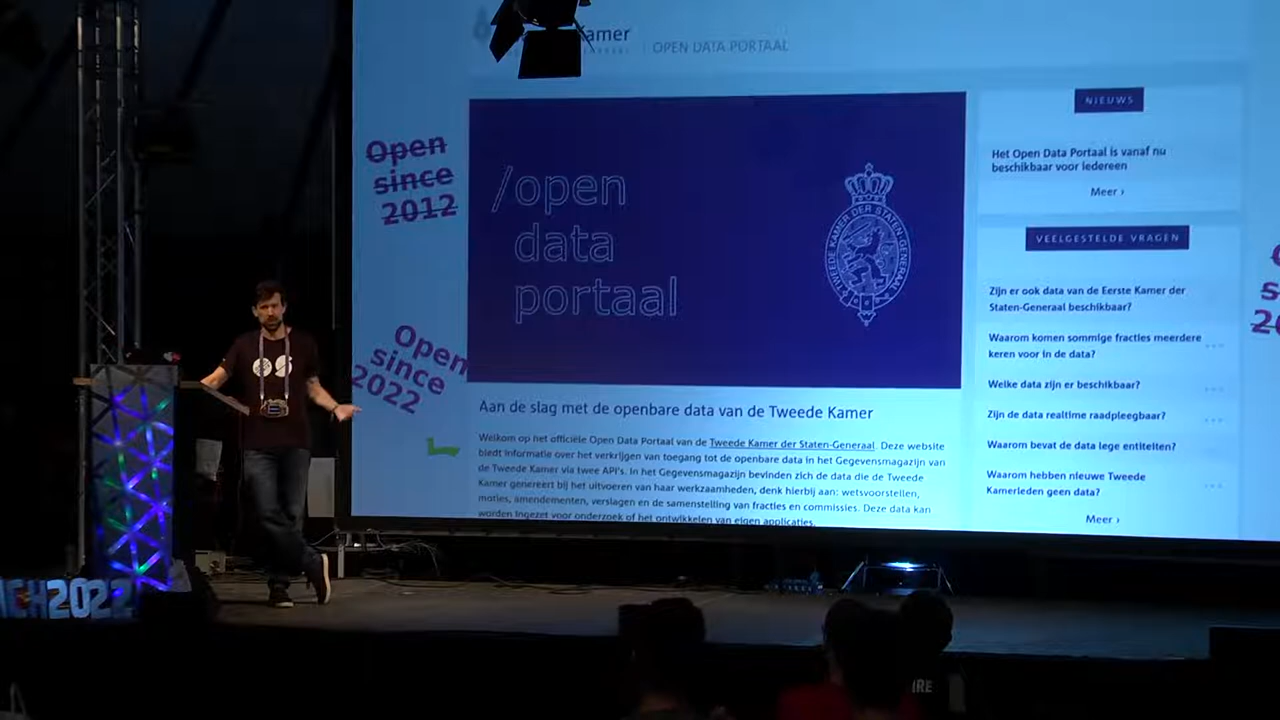 Kamer
OPEN DATA PORTAAL
Open
since
2012
Open
since
2022
/open
data
portaal
TWEEDE KAMER DER STATEN-GENERAAL
Aan de slag met de openbare data van de Tweede Kamer
Welkom op het officiële Open Data Portaal van de Tweede Kamer der Staten-Generaal. Deze website
biedt informatie over het verkrijgen van toegang tot de openbare data in het Gegevensmagazijn van
de Tweede Kamer via twee API's. In het Gegevensmagazijn bevinden zich de data die de Tweede
Kamer genereert bij het uitvoeren van haar werkzaamheden, denk hierbij aan: wetsvoorstellen,
moties, amendementen, verslagen en de samenstelling van fracties en commissies. Deze data kan
worden ingezet voor onderzoek of het ontwikkelen van eigen applicaties.
NIEUWS
Het Open Data Portaal is vanaf nu
beschikbaar voor iedereen
Meer ›
VEELGESTELDE VRAGEN
Zijn er ook data van de Eerste Kamer der
Staten-Generaal beschikbaar?
Waarom komen sommige fracties meerdere
keren voor in de data?
Welke data zijn er beschikbaar?
Zijn de data realtime raadpleegbaar?
Waarom bevat de data lege entiteiten?
Waarom hebben nieuwe Tweede
Kamerleden geen data?
Meer ›
MCH2022